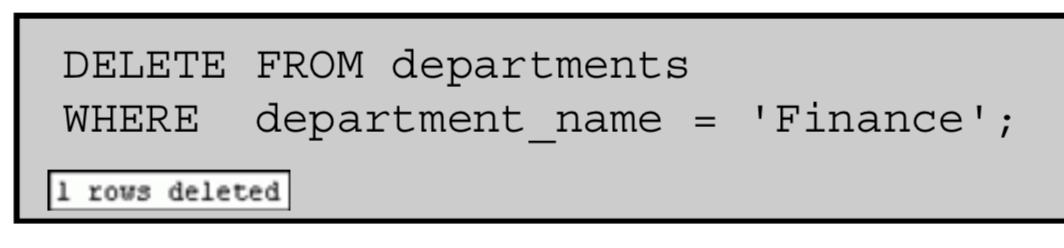 DELETE FROM departments
WHERE  department_name = 'Finance';
1 rows deleted